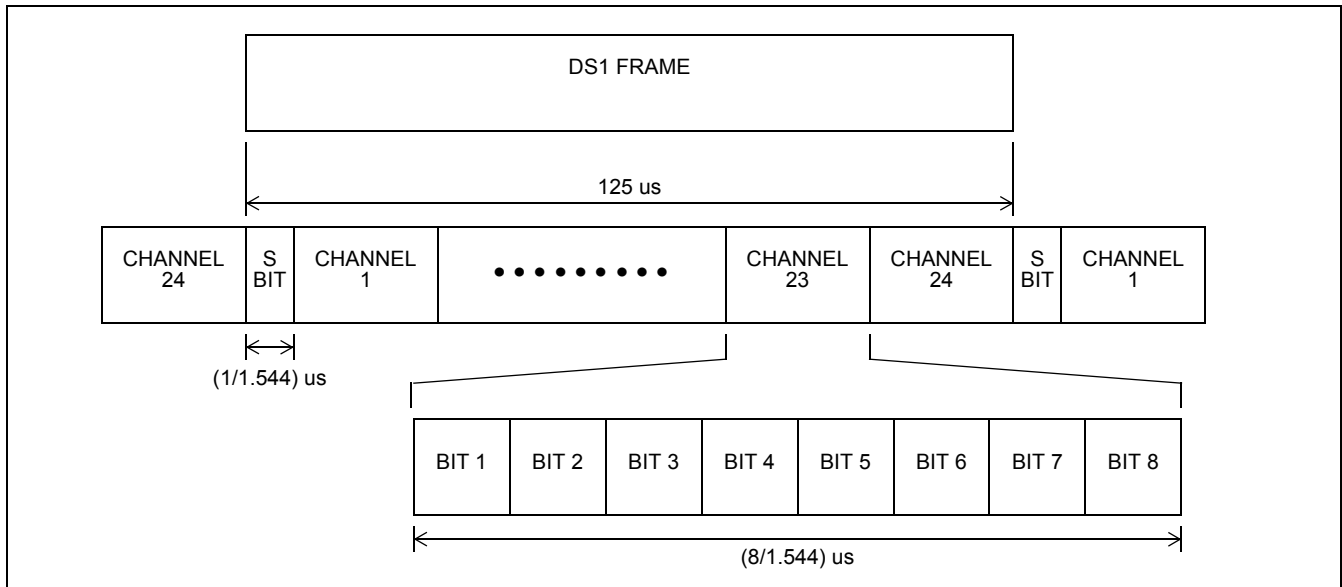 DS1 FRAME
125 us
CHANNEL
24
S
BIT
CHANNEL
1
CHANNEL
23
CHANNEL
24
S
BIT
CHANNEL
1
(1/1.544) us
BIT 1
BIT 2
BIT 3
BIT 4
BIT 5
BIT 6
BIT 7
BIT 8
(8/1.544) us